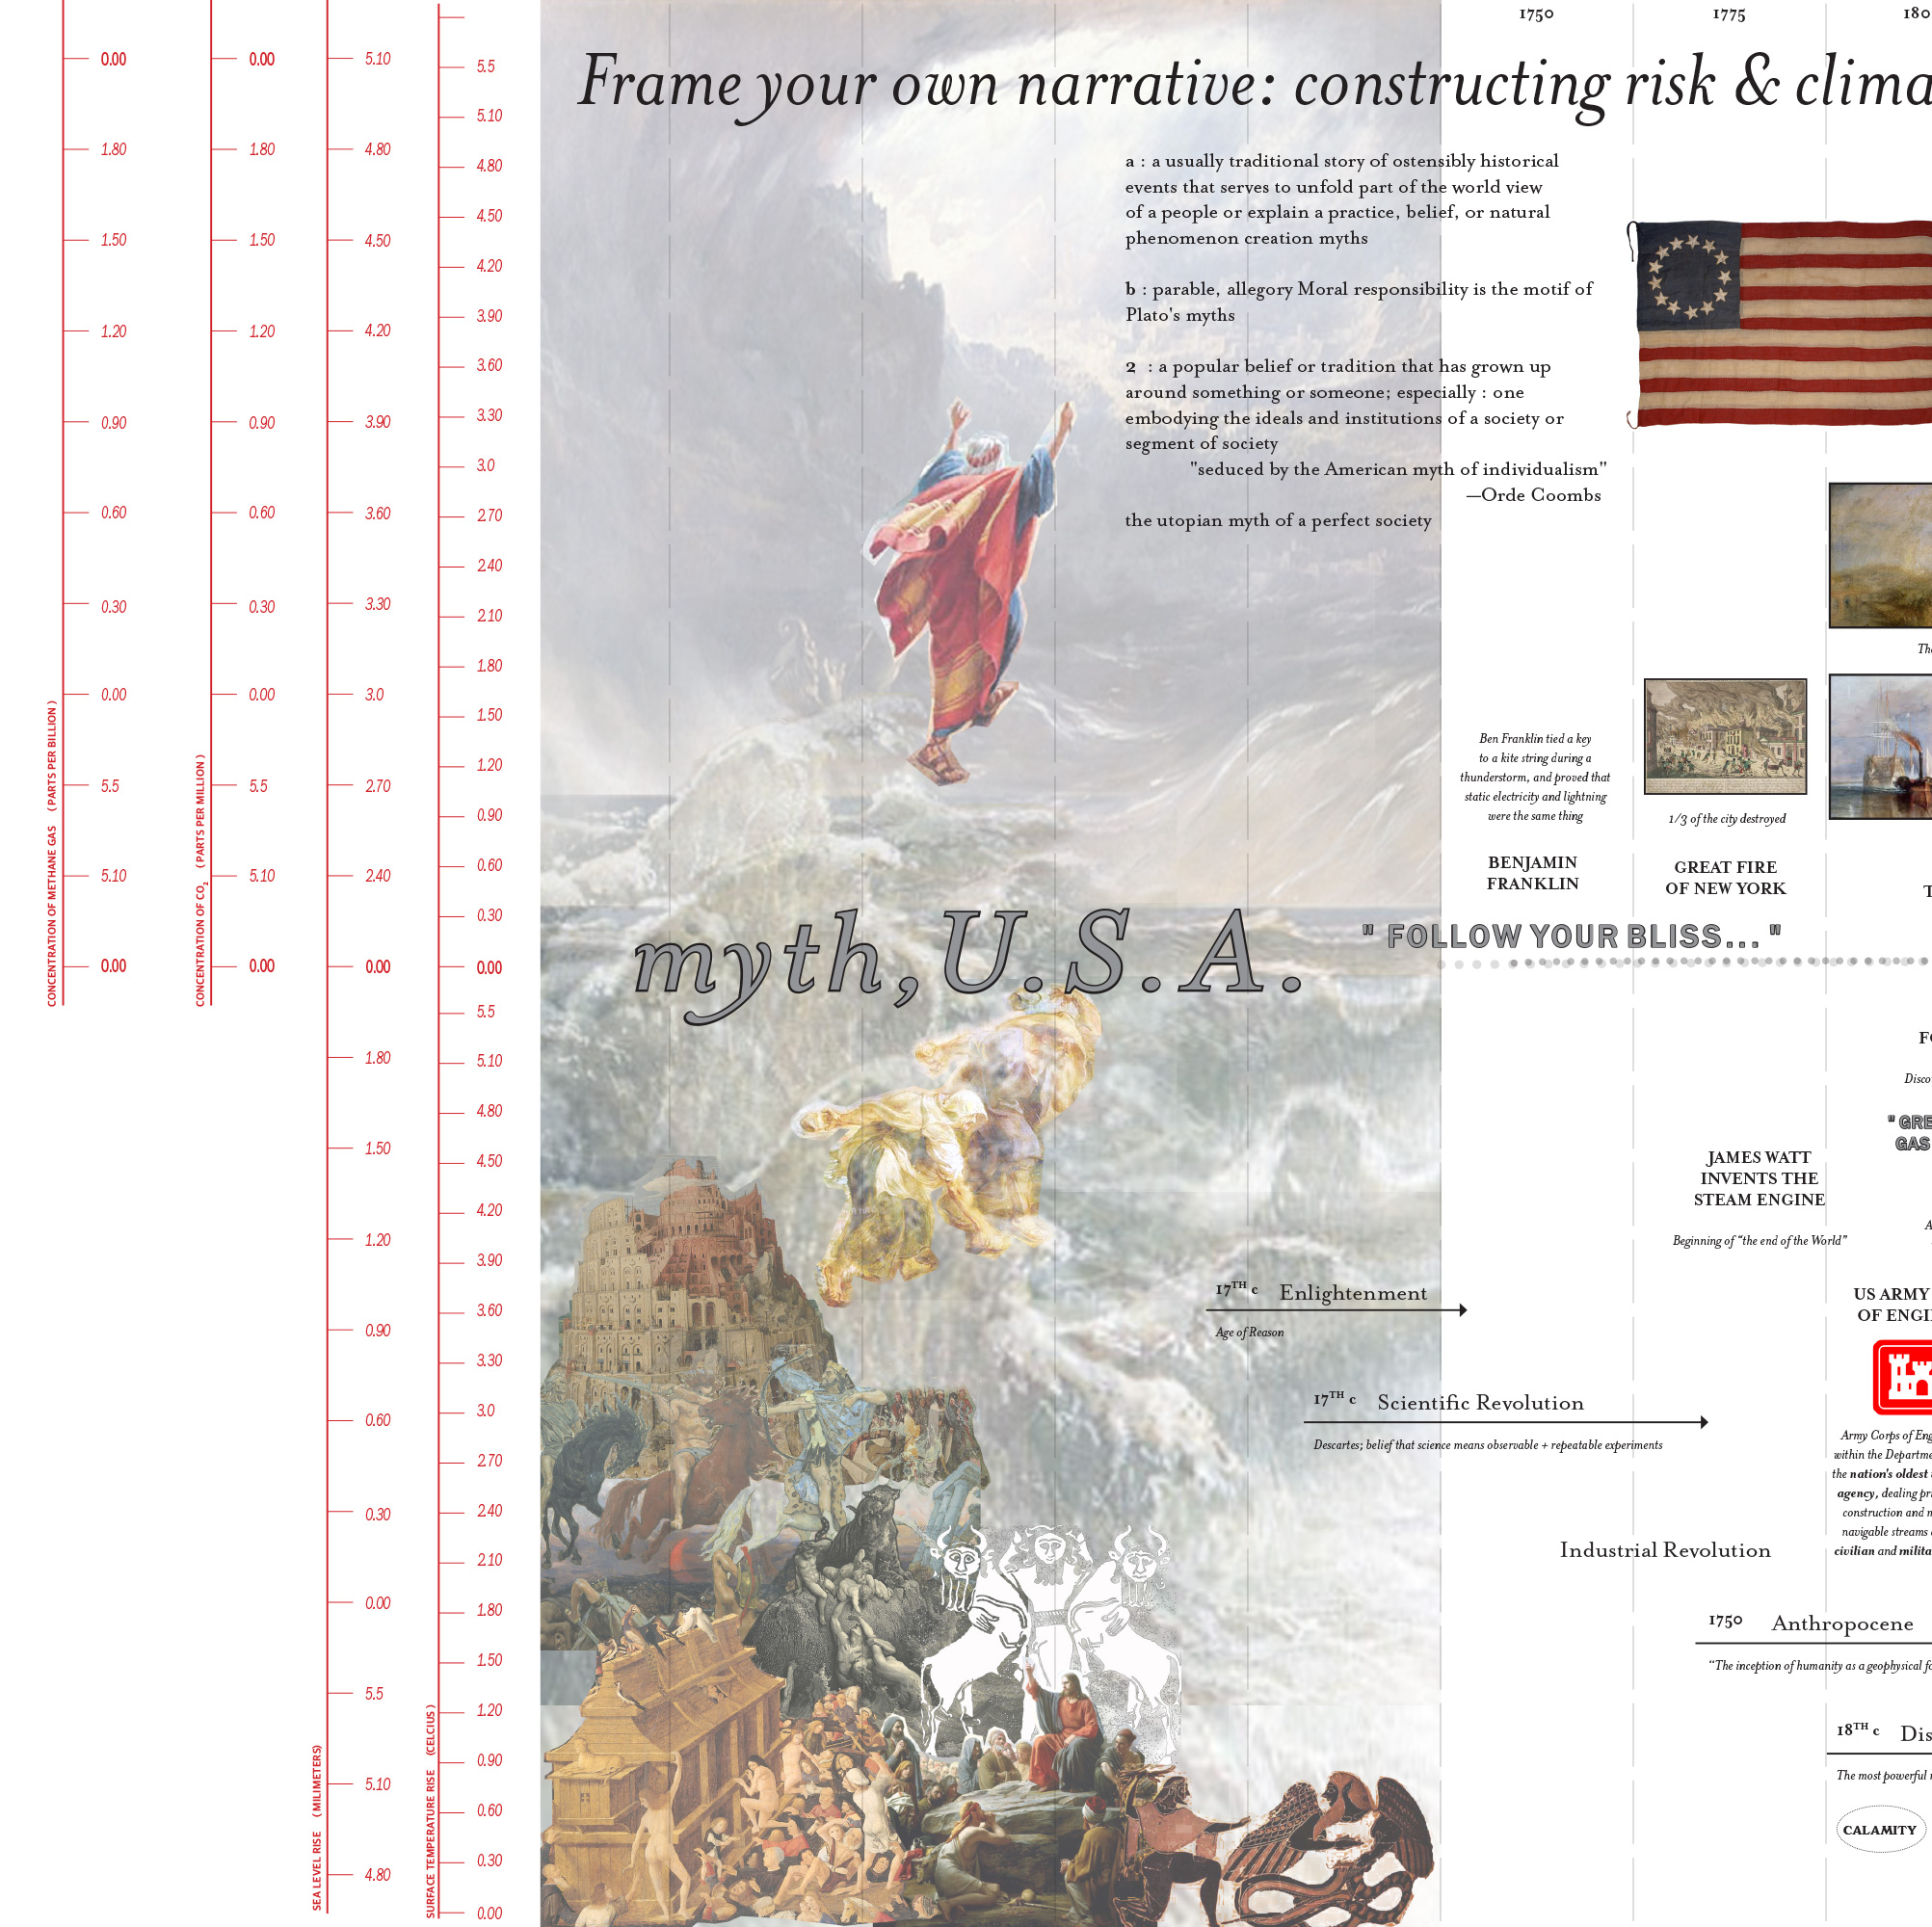 1750
1775
180
Frame your own narrative: constructing risk & clima
a : a usually traditional story of ostensibly historical
events that serves to unfold part of the world view
of a people or explain a practice, belief, or natural
phenomenon creation myths
b : parable, allegory Moral responsibility is the motif of
Plato's myths
2 : a popular belief or tradition that has grown up
around something or someone; especially : one
embodying the ideals and institutions of a society or
segment of society
"seduced by the American myth of individualism"
—Orde Coombs
the utopian myth of a perfect society
CONCENTRATION OF METHANE GAS ( PARTS PER BILLION )
0.00
1.80
1.50
1.20
0.90
0.60
0.30
0.00
5.5
5.10
0.00
CONCENTRATION OF CO2 ( PARTS PER MILLION )
0.00
1.80
1.50
1.20
0.90
0.60
0.30
0.00
5.5
5.10
0.00
SEA LEVEL RISE ( MILIMETERS)
5.10
4.80
4.50
4.20
3.90
3.60
3.30
3.0
2.70
2.40
0.00
1.80
1.50
1.20
0.90
0.60
0.30
0.00
5.5
5.10
4.80
SURFACE TEMPERATURE RISE (CELCIUS )
5.5
5.10
4.80
4.50
4.20
3.90
3.60
3.30
3.0
2.70
2.40
2.10
1.80
1.50
1.20
0.90
0.60
0.30
0.00
5.5
5.10
4.80
4.50
4.20
3.90
3.60
3.30
3.0
2.70
2.40
2.10
1.80
1.50
1.20
0.90
0.60
0.30
0.00
Ben Franklin tied a key
to a kite string during a
thunderstorm, and proved that
static electricity and lightning
were the same thing
BENJAMIN
FRANKLIN
1/3 of the city destroyed
GREAT FIRE
OF NEW YORK
The
T
myth, U.S.A.
" FOLLOW YOUR BLISS... "
FO
Disco
" GRE
GAS
JAMES WATT
INVENTS THE
STEAM ENGINE
Beginning of “the end of the World”
A
17TH c Enlightenment
Age of Reason
US ARMY
OF ENGI
17TH c Scientific Revolution
Descartes; belief that science means observable + repeatable experiments
Army Corps of Eng
within the Departme
the nation's oldest
agency, dealing pri
construction and m
navigable streams
civilian and milita
Industrial Revolution
1750 Anthropocene
“The inception of humanity as a geophysical fo
18TH c Dis
The most powerful
CALAMITY